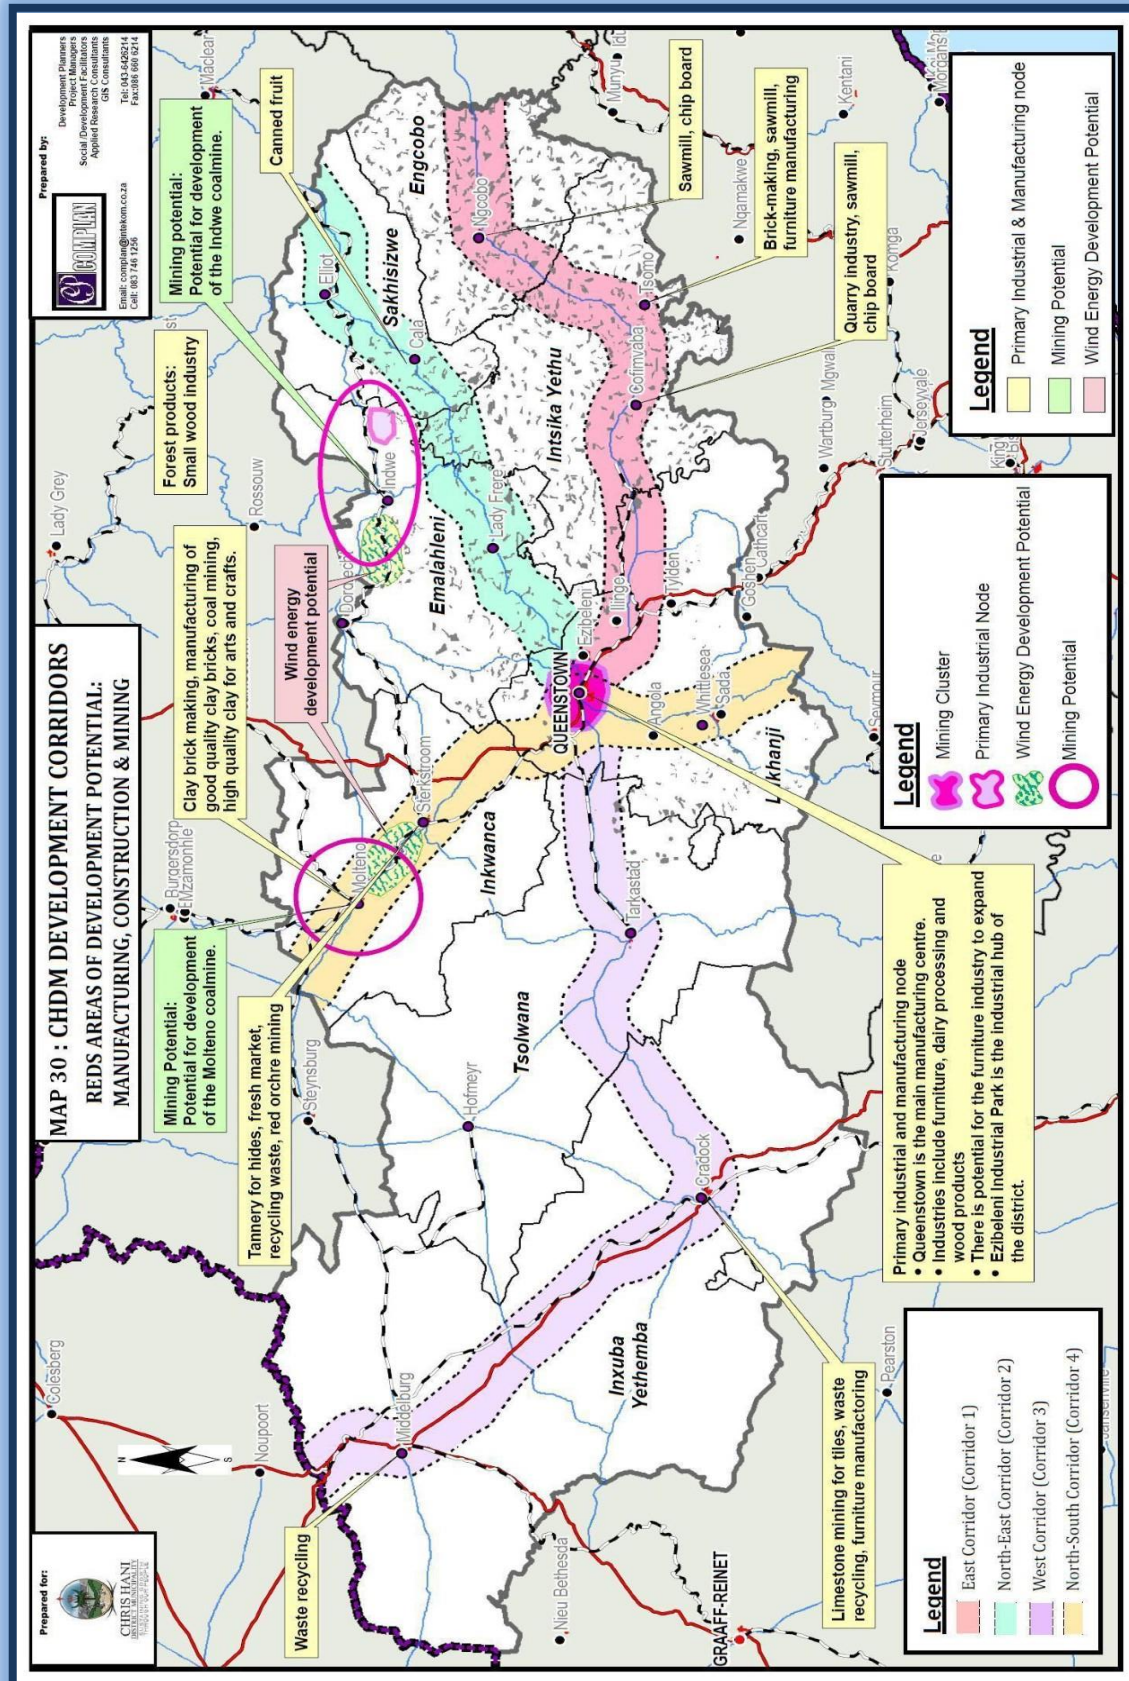 Prepared for:
CHRIS HANI
DISTRICT MUNICIPALITY
MAP 30 : CHDM DEVELOPMENT CORRIDORS
REDS AREAS OF DEVELOPMENT POTENTIAL:
MANUFACTURING, CONSTRUCTION & MINING
Prepared by:
COMPLAN
Development Planners
Project Managers
Social /Development Facilitators
Applied Research Consultants
GIS Consultants
Email: complan@intekom.co.za
Cell: 083 746 1256
Tel: 043-6426214
Fax:086 660 6214
N
S
Colesberg
Noupoort
Steynsburg
Burgersdorp
Mzamonhle
Lady Grey
Rossouw
Maclear
Waste recycling
Tannery for hides, fresh market,
recycling waste, red orchre mining
Mining Potential:
Potential for development
of the Molteno coalmine.
Clay brick making, manufacturing of
good quality clay bricks, coal mining,
high quality clay for arts and crafts.
Wind energy
development potential
Forest products:
Small wood industry
Mining potential:
Potential for development
of the Indwe coalmine.
Canned fruit
Middelburg
Hofmeyr
Molteno
Sterkstroom
Indwe
Elliot
Cala
Sakhisizwe
Engcobo
Ngcobo
Emalahleni
Lady Frere
Inkwanca
Tsolwana
Intsika Yethu
QUEENSTOWN
Ezibeleni
Ilinge
Tylden
Cofimvaba
Tsomo
Tarkastad
Angola
Whittlesea
Sada
Cradock
Inxuba
Yethemba
Nieu Bethesda
GRAAFF-REINET
Pearston
Seymour
Goshen
Cathcart
Wartburg
Mgwali
Stutterheim
Jerseyvale
Komga
Nqamakwe
Kentani
Munyu
Sawmill, chip board
Brick-making, sawmill,
furniture manufacturing
Quarry industry, sawmill,
chip board
Limestone mining for tiles, waste
recycling, furniture manufactoring
Primary industrial and manufacturing node
• Queenstown is the main manufacturing centre.
• Industries include furniture, dairy processing and
wood products
• There is potential for the furniture industry to expand
• Ezibeleni Industrial Park is the industrial hub of
the district.
Legend
East Corridor (Corridor 1)
North-East Corridor (Corridor 2)
West Corridor (Corridor 3)
North-South Corridor (Corridor 4)
Legend
Mining Cluster
Primary Industrial Node
Wind Energy Development Potential
Mining Potential
Legend
Primary Industrial & Manufacturing node
Mining Potential
Wind Energy Development Potential